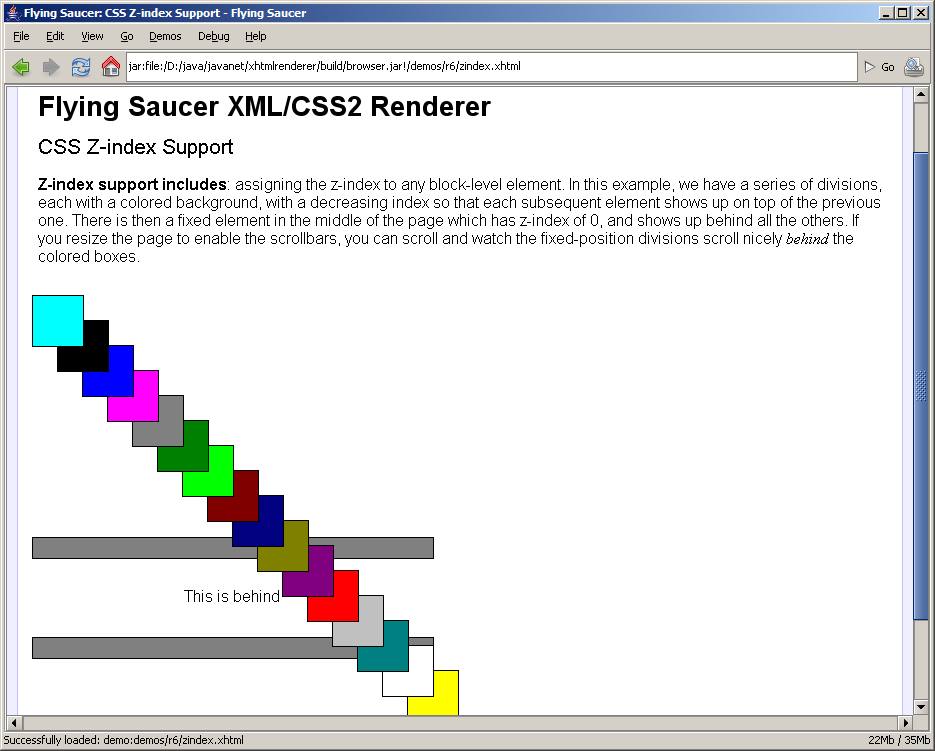 Flying Saucer: CSS Z-index Support - Flying Saucer
File Edit View Go Demos Debug Help
jar:file:/D:/java/javanet/xhtmlrenderer/build/browser.jar!/demos/r6/zindex.xhtml Go
Flying Saucer XML/CSS2 Renderer
CSS Z-index Support
Z-index support includes: assigning the z-index to any block-level element. In this example, we have a series of divisions,
each with a colored background, with a decreasing index so that each subsequent element shows up on top of the previous
one. There is then a fixed element in the middle of the page which has z-index of 0, and shows up behind all the others. If
you resize the page to enable the scrollbars, you can scroll and watch the fixed-position divisions scroll nicely behind the
colored boxes.
This is behind
Successfully loaded: demo:demos/r6/zindex.xhtml 22Mb / 35Mb